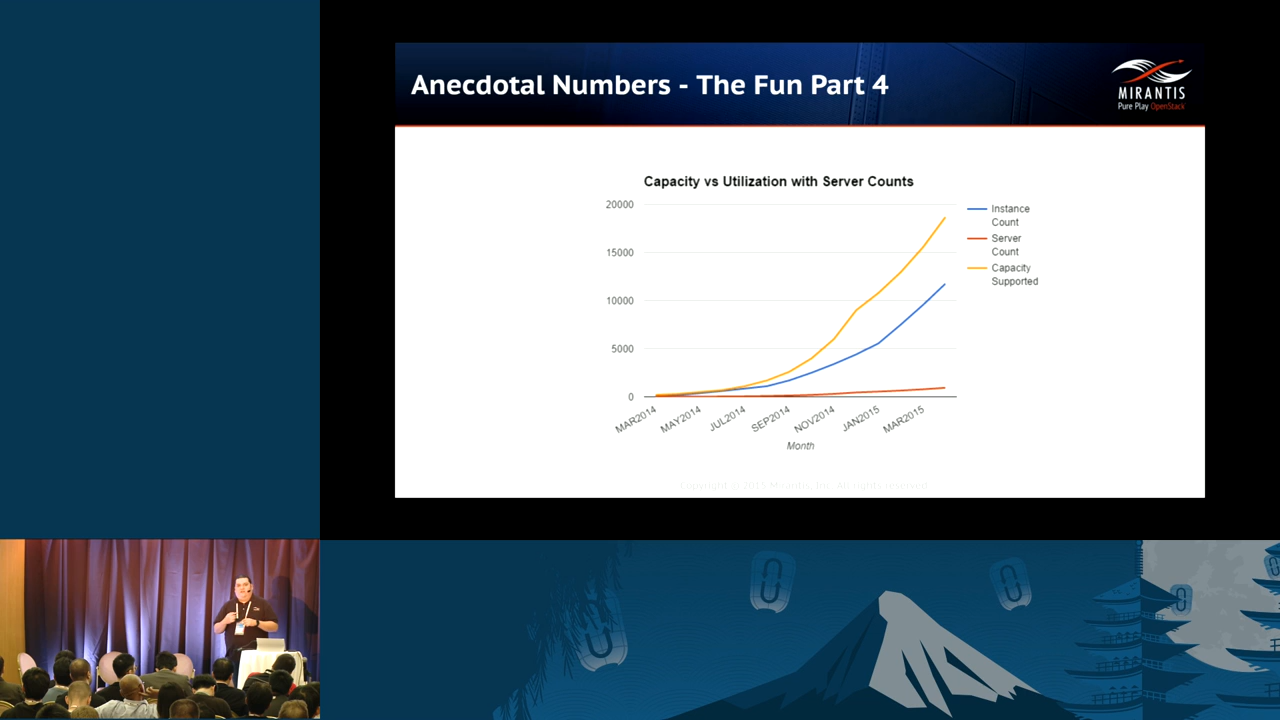 Anecdotal Numbers - The Fun Part 4
MIRANTIS
Pure Play OpenStack
Capacity vs Utilization with Server Counts
20000
15000
10000
5000
0
Instance
Count
Server
Count
Capacity
Supported
MAR2014
MAY2014
JUL2014
SEP2014
NOV2014
JAN2015
MAR2015
Month
Copyright © 2015 Mirantis, Inc. All rights reserved